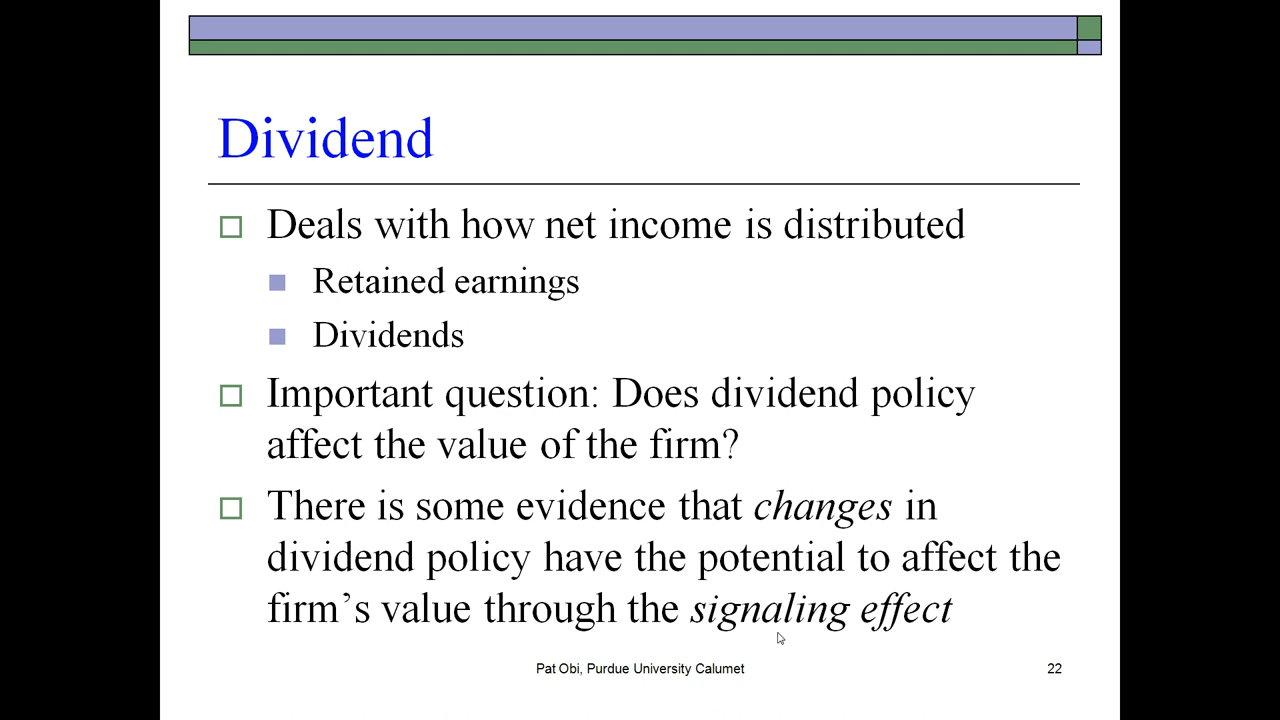 Dividend
Deals with how net income is distributed
Retained earnings
Dividends
Important question: Does dividend policy
affect the value of the firm?
There is some evidence that changes in
dividend policy have the potential to affect the
firm’s value through the signaling effect
Pat Obi, Purdue University Calumet
22